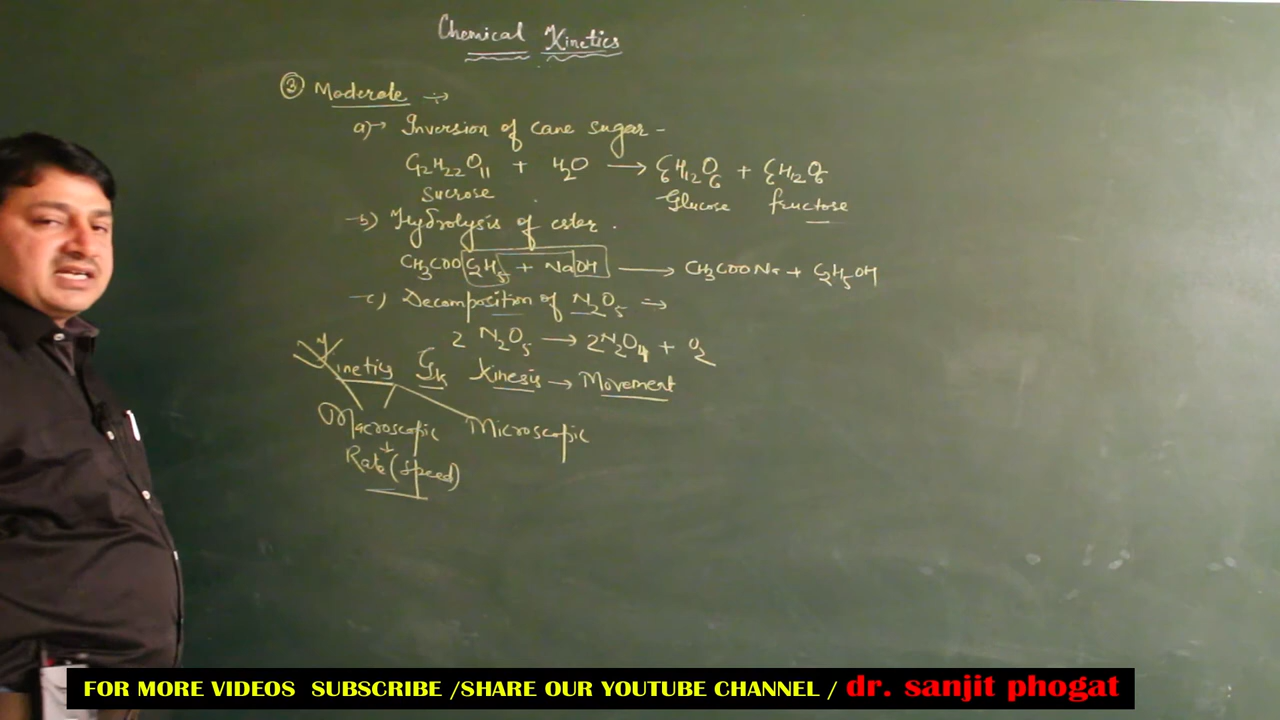 Chemical Kinetics
③ Moderate :→
a)→ Inversion of cane sugar -
C12H22O11 + H2O → C6H12O6 + C6H12O6
Sucrose Glucose fructose
→b) Hydrolysis of ester .
CH3COO C2H5 + NaOH → CH3COONa + C2H5OH
→c) Decomposition of N2O5 →
2 N2O5 → 2N2O4 + O2
Kinetics Gk Kinesis → Movement
Macroscopic Microscopic
Rate (Speed)
FOR MORE VIDEOS SUBSCRIBE /SHARE OUR YOUTUBE CHANNEL / dr. sanjit phogat